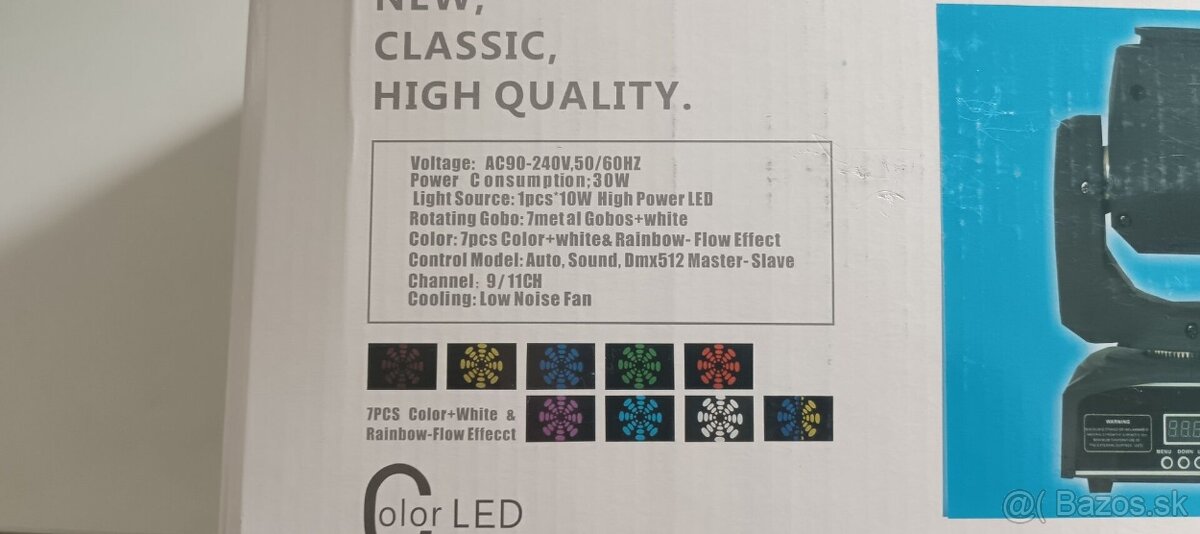 NEW,
CLASSIC,
HIGH QUALITY.
Voltage: AC90-240V,50/60HZ
Power Consumption;30W
Light Source: 1pcs*10W High Power LED
Rotating Gobo: 7metal Gobos+white
Color: 7pcs Color+white& Rainbow- Flow Effect
Control Model: Auto, Sound, Dmx512 Master- Slave
Channel: 9/11CH
Cooling: Low Noise Fan
7PCS Color+White &
Rainbow-Flow Effecct
Color LED
WARNING
MENU DOWN
@( Bazos.sk